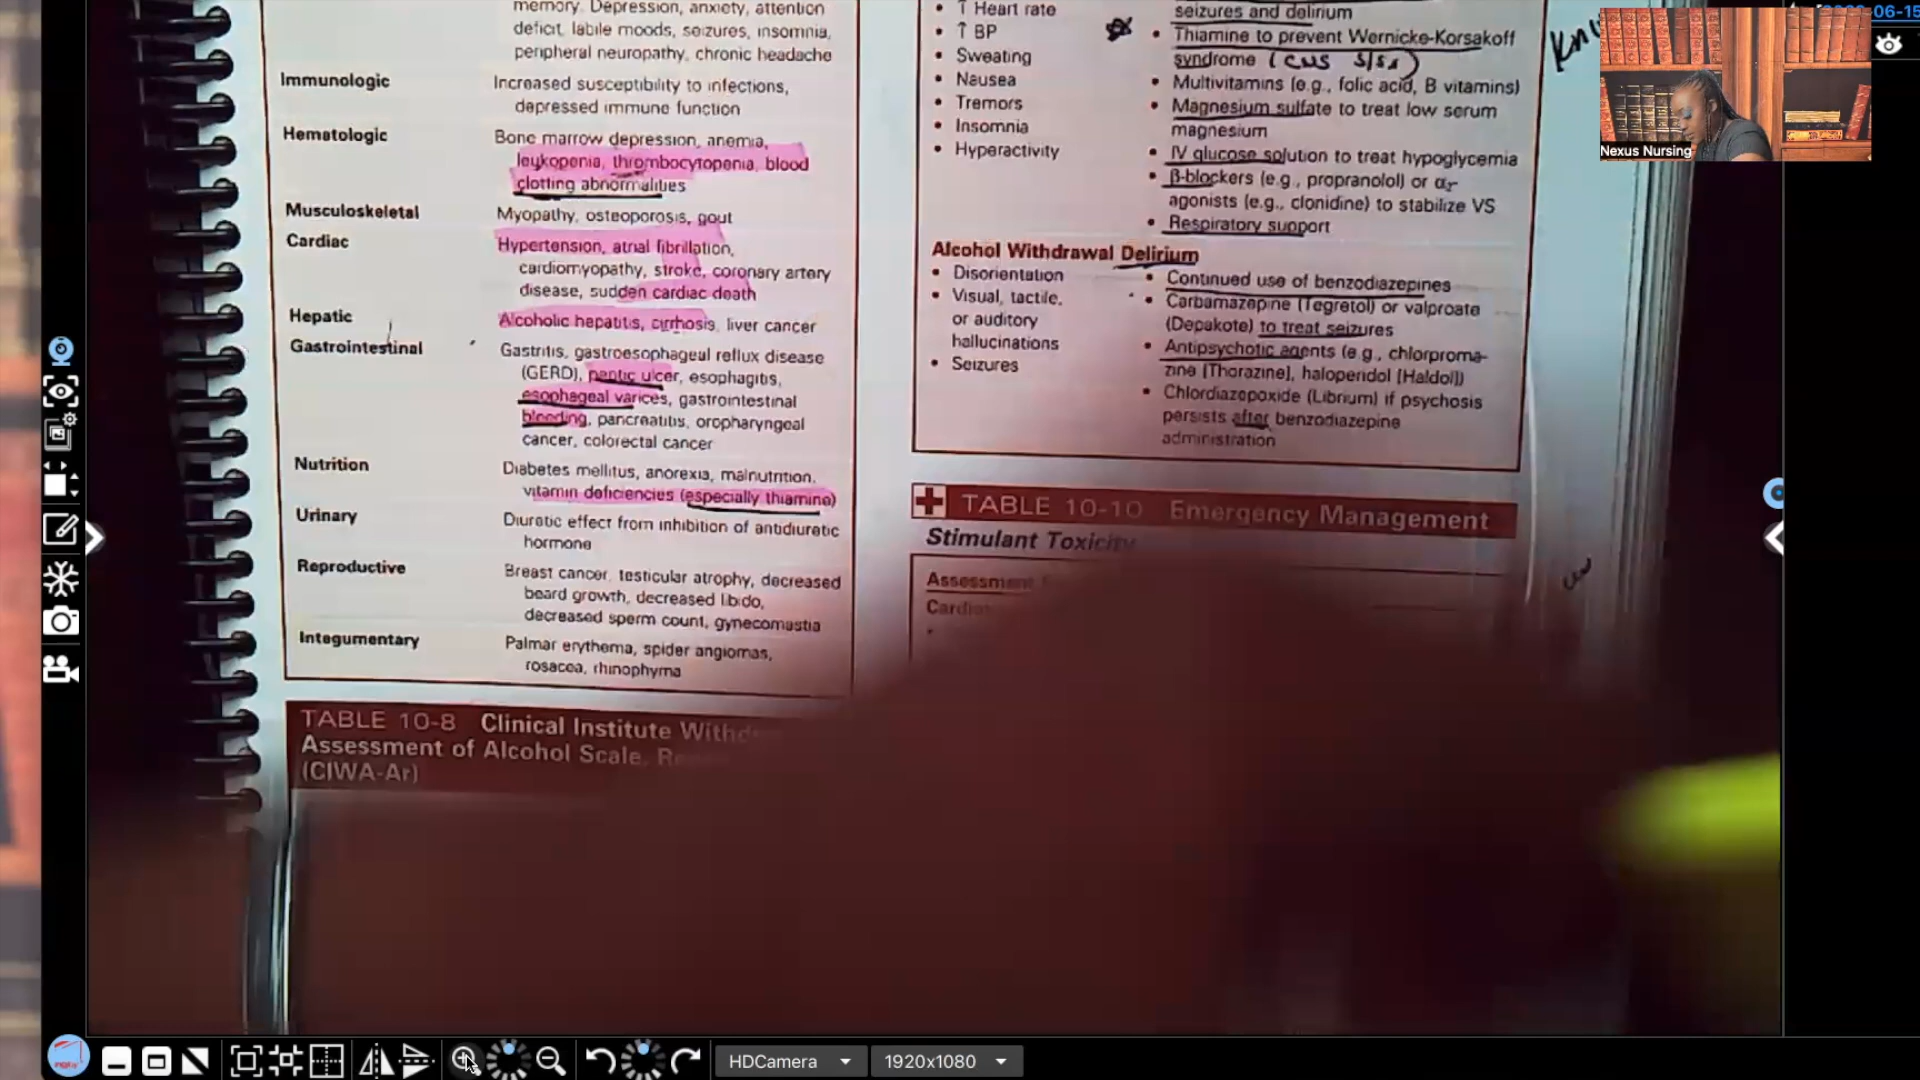 memory. Depression, anxiety, attention
deficit, labile moods, seizures, insomnia,
peripheral neuropathy, chronic headache
Immunologic
Increased susceptibility to infections,
depressed immune function
Hematologic
Bone marrow depression, anemia,
leukopenia, thrombocytopenia, blood
clotting abnormalities
Musculoskeletal
Myopathy, osteoporosis, gout
Cardiac
Hypertension, atrial fibrillation,
cardiomyopathy, stroke, coronary artery
disease, sudden cardiac death
Hepatic
Alcoholic hepatitis, cirrhosis, liver cancer
Gastrointestinal
Gastritis, gastroesophageal reflux disease
(GERD), peptic ulcer, esophagitis,
esophageal varices, gastrointestinal
bleeding, pancreatitis, oropharyngeal
cancer, colorectal cancer
Nutrition
Diabetes mellitus, anorexia, malnutrition,
vitamin deficiencies (especially thiamine)
Urinary
Diuretic effect from inhibition of antidiuretic
hormone
Reproductive
Breast cancer, testicular atrophy, decreased
beard growth, decreased libido,
decreased sperm count, gynecomastia
Integumentary
Palmar erythema, spider angiomas,
rosacea, rhinophyma
TABLE 10-8 Clinical Institute
Assessment of Alcohol Scale,
(CIWA-Ar)
• ↑ Heart rate
• ↑ BP
• Sweating
• Nausea
• Tremors
• Insomnia
• Hyperactivity
seizures and delirium
• Thiamine to prevent Wernicke-Korsakoff
syndrome (CNS S/Sx)
• Multivitamins (e.g., folic acid, B vitamins)
• Magnesium sulfate to treat low serum
magnesium
• IV glucose solution to treat hypoglycemia
• β-blockers (e.g., propranolol) or α₂-
agonists (e.g., clonidine) to stabilize VS
• Respiratory support
Alcohol Withdrawal Delirium
• Disorientation
• Visual, tactile,
or auditory
hallucinations
• Seizures
• Continued use of benzodiazepines
• Carbamazepine (Tegretol) or valproate
(Depakote) to treat seizures
• Antipsychotic agents (e.g., chlorproma-
zine [Thorazine], haloperidol [Haldol])
• Chlordiazepoxide (Librium) if psychosis
persists after benzodiazepine
administration
TABLE 10-10 Emergency Management
Stimulant Toxicity
Assessment
Nexus Nursing
HDCamera
1920x1080